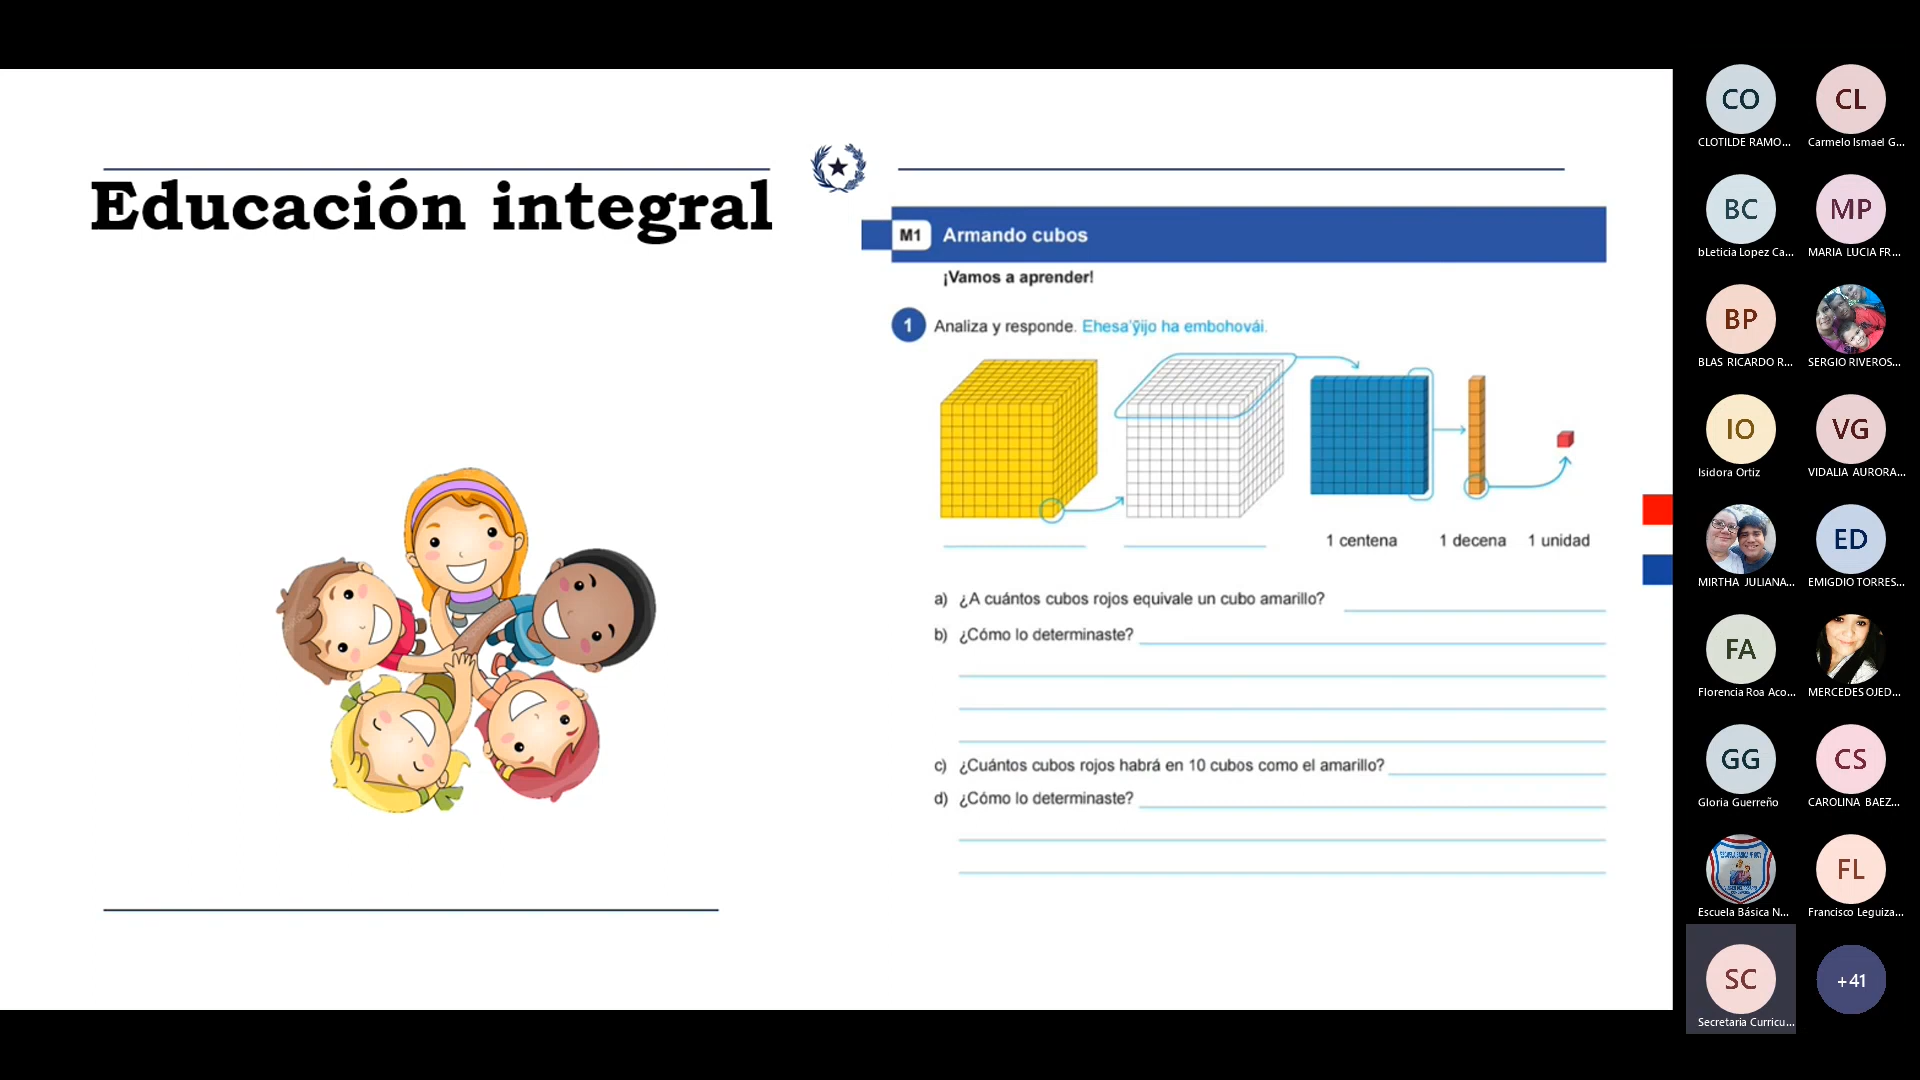 Educación integral
M1 Armando cubos
¡Vamos a aprender!
1 Analiza y responde. Ehesa'ỹijo ha embohovái.
1 centena 1 decena 1 unidad
a) ¿A cuántos cubos rojos equivale un cubo amarillo?
b) ¿Cómo lo determinaste?
c) ¿Cuántos cubos rojos habrá en 10 cubos como el amarillo?
d) ¿Cómo lo determinaste?
CO CL
CLOTILDE RAMO... Carmelo Ismael G...
BC MP
bLeticia Lopez Ca... MARIA LUCIA FR...
BP
BLAS RICARDO R... SERGIO RIVEROS...
IO VG
Isidora Ortiz VIDALIA AURORA...
ED
MIRTHA JULIANA... EMIGDIO TORRES...
FA
Florencia Roa Aco... MERCEDES OJED...
GG CS
Gloria Guerreño CAROLINA BAEZ...
FL
Escuela Básica N... Francisco Leguiza...
SC +41
Secretaria Curricu...